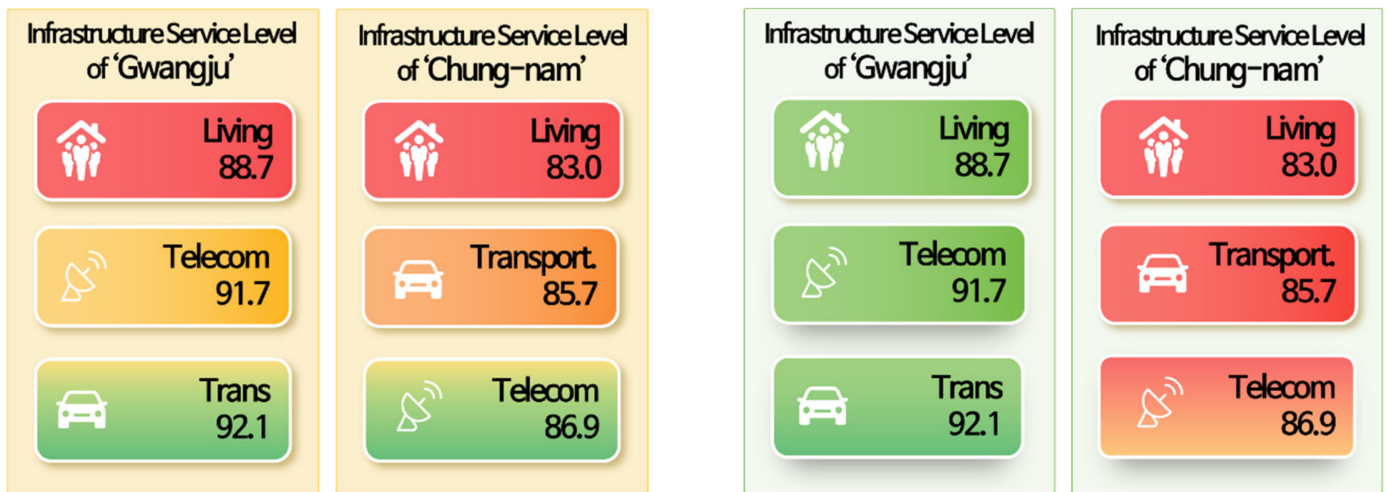 Infrastructure Service Level
of ‘Gwangju’
Living
88.7
Telecom
91.7
Trans
92.1
Infrastructure Service Level
of ‘Chung-nam’
Living
83.0
Transport.
85.7
Telecom
86.9
Infrastructure Service Level
of ‘Gwangju’
Living
88.7
Telecom
91.7
Trans
92.1
Infrastructure Service Level
of ‘Chung-nam’
Living
83.0
Transport.
85.7
Telecom
86.9